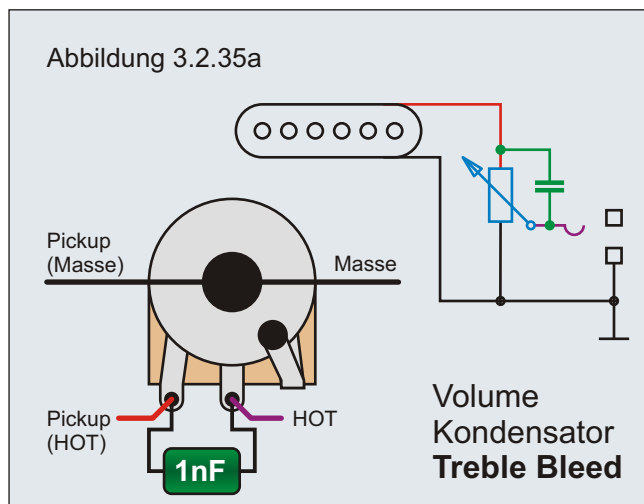 Abbildung 3.2.35a
Pickup
(Masse)
Masse
Pickup
(HOT)
HOT
1nF
Volume
Kondensator
Treble Bleed